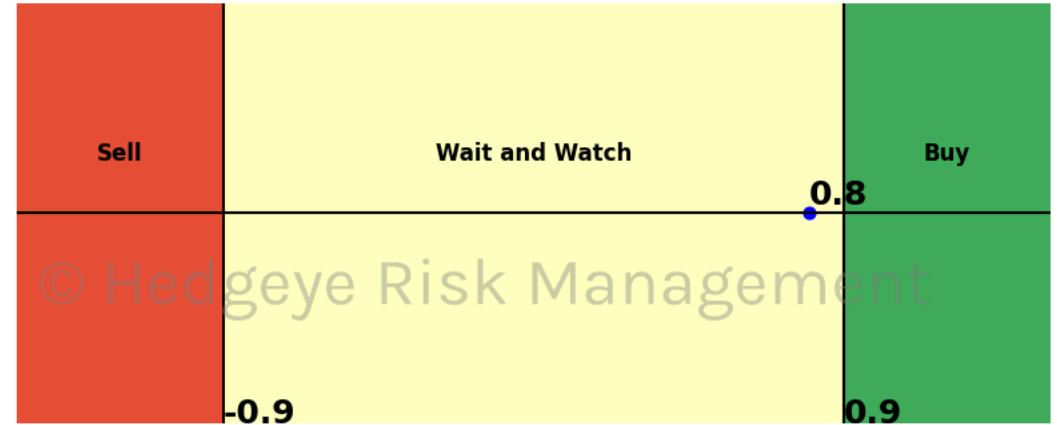 Sell
Wait and Watch
Buy
0.8
© Hedgeye Risk Management
-0.9
0.9